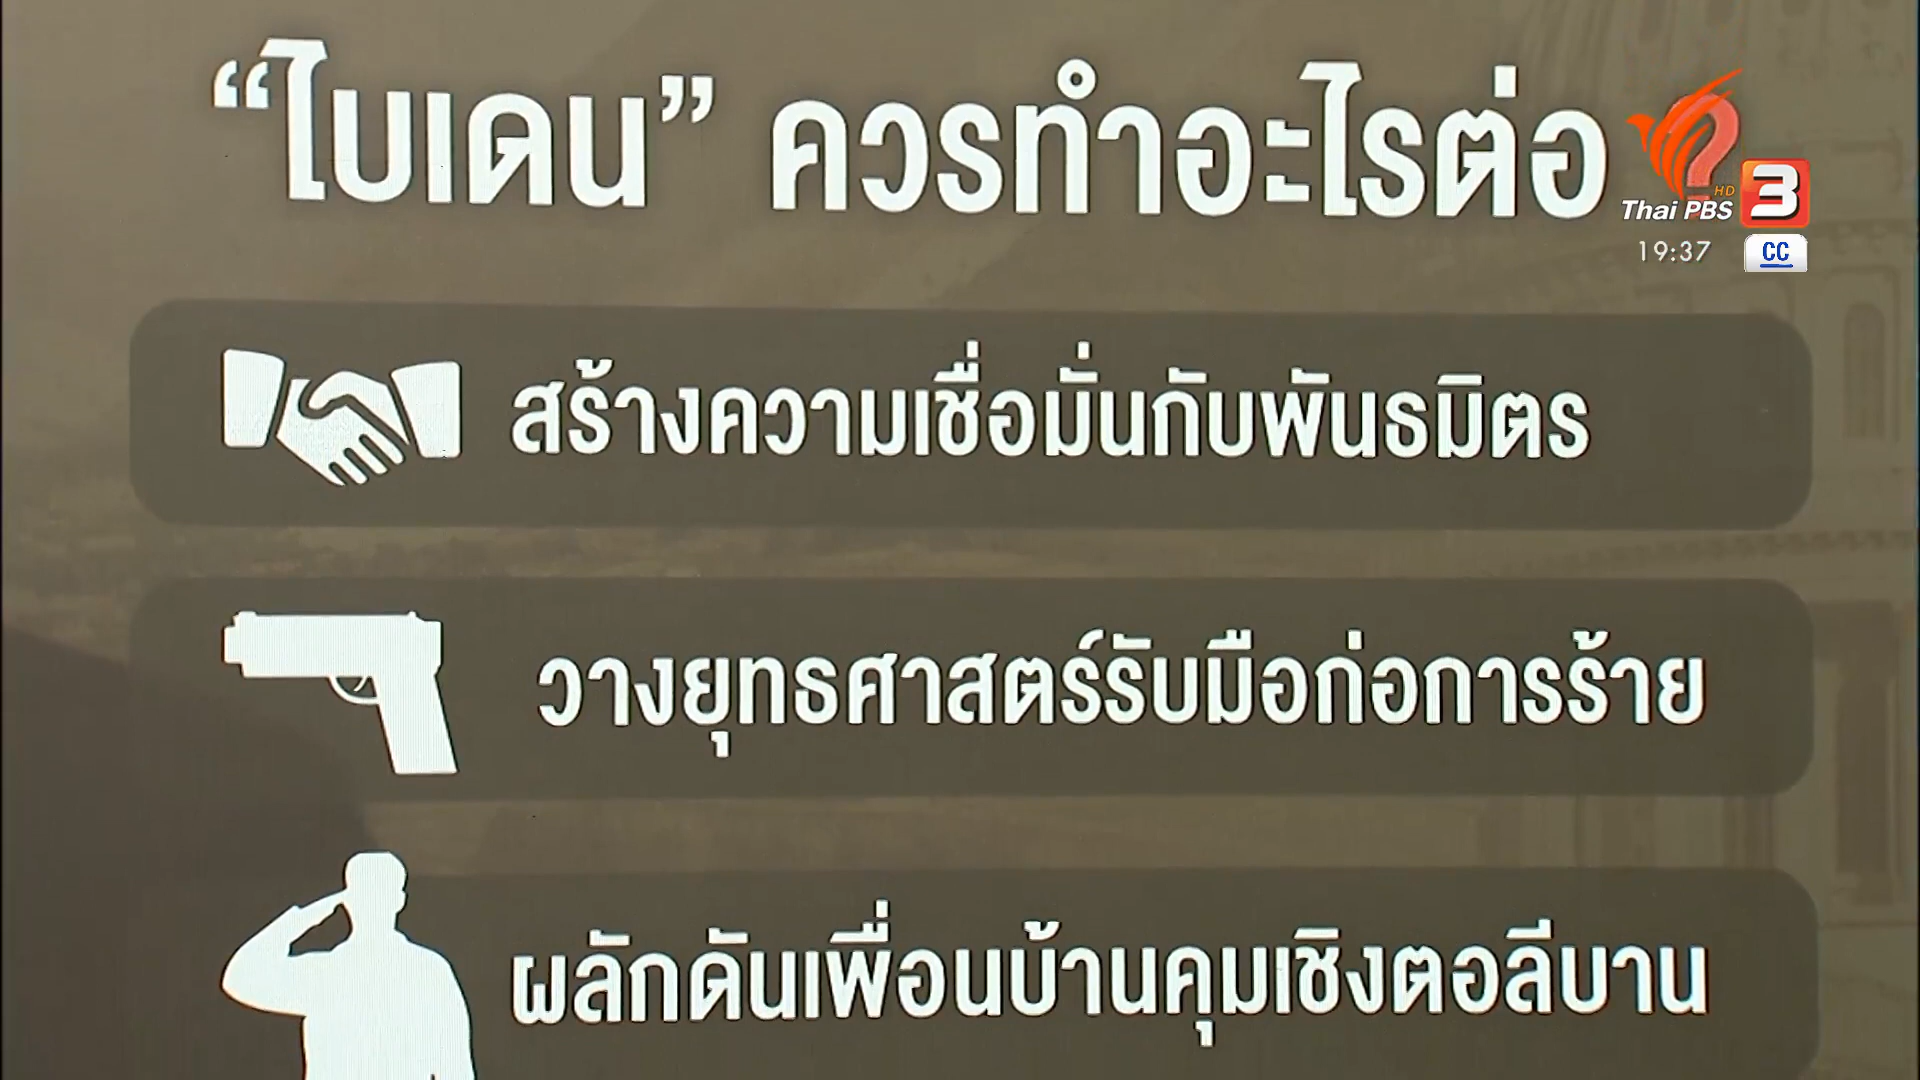 “ไบเดน” ควรทำอะไรต่อ?
HD
Thai PBS 3
19:37 CC
สร้างความเชื่อมั่นกับพันธมิตร
วางยุทธศาสตร์รับมือก่อการร้าย
ผลักดันเพื่อนบ้านคุมเชิงตอลีบาน